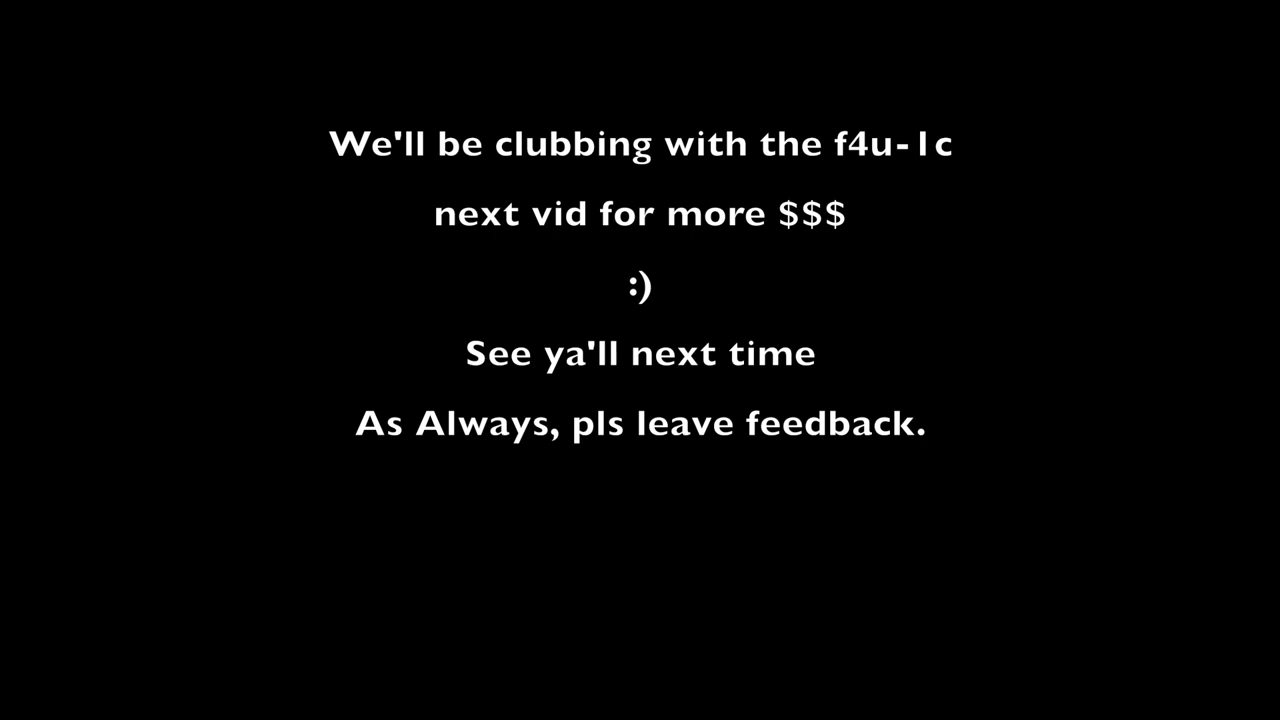 We'll be clubbing with the f4u-1c
next vid for more $$$
:)
See ya'll next time
As Always, pls leave feedback.